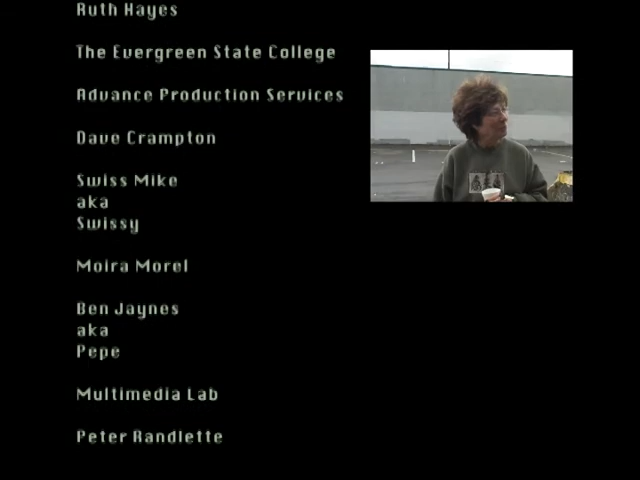 Ruth Hayes
The Evergreen State College
Advance Production Services
Dave Crampton
Swiss Mike
aka
Swissy
Moira Morel
Ben Jaynes
aka
Pepe
Multimedia Lab
Peter Randlette